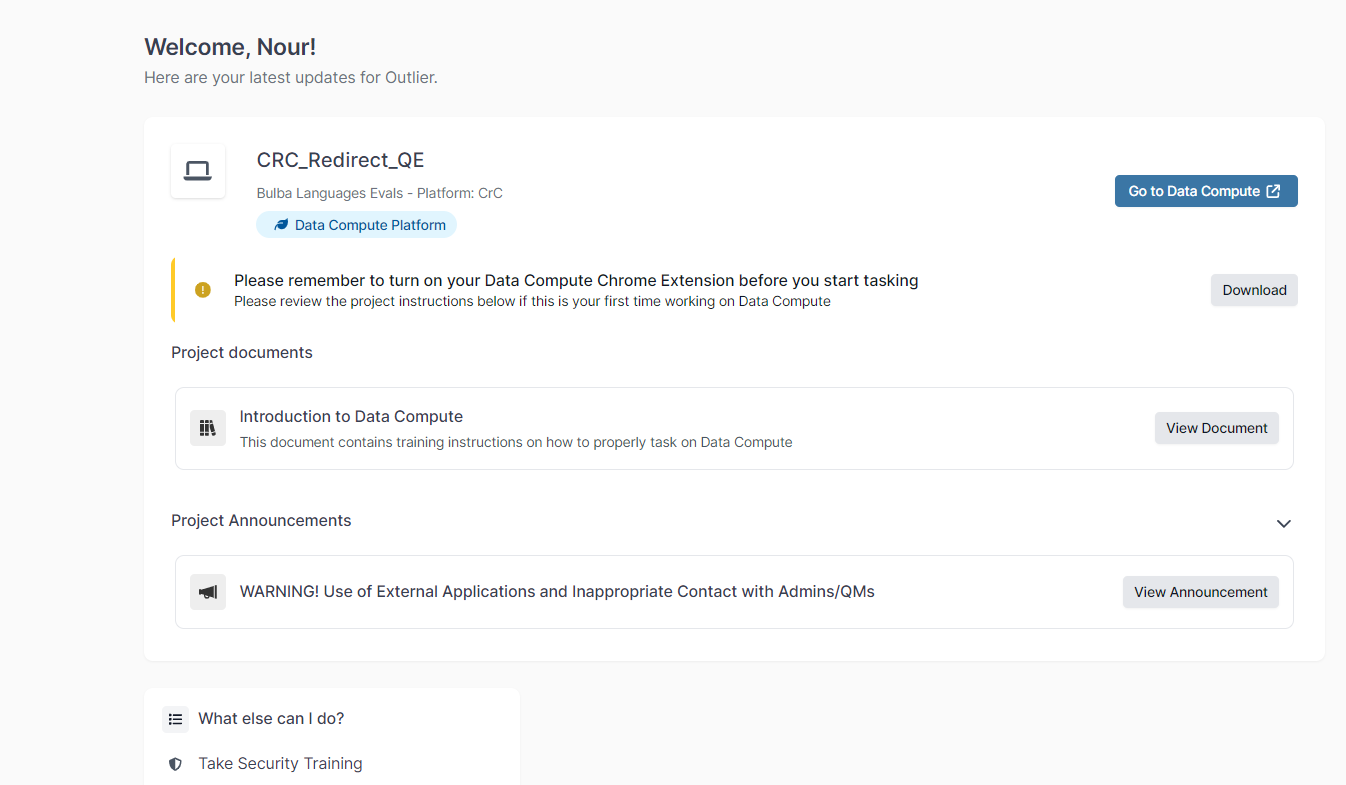 Welcome, Nour!
Here are your latest updates for Outlier.
CRC_Redirect_QE
Bulba Languages Evals - Platform: CrC
Data Compute Platform
Go to Data Compute
Please remember to turn on your Data Compute Chrome Extension before you start tasking
Please review the project instructions below if this is your first time working on Data Compute
Download
Project documents
Introduction to Data Compute
This document contains training instructions on how to properly task on Data Compute
View Document
Project Announcements
WARNING! Use of External Applications and Inappropriate Contact with Admins/QMs
View Announcement
What else can I do?
Take Security Training